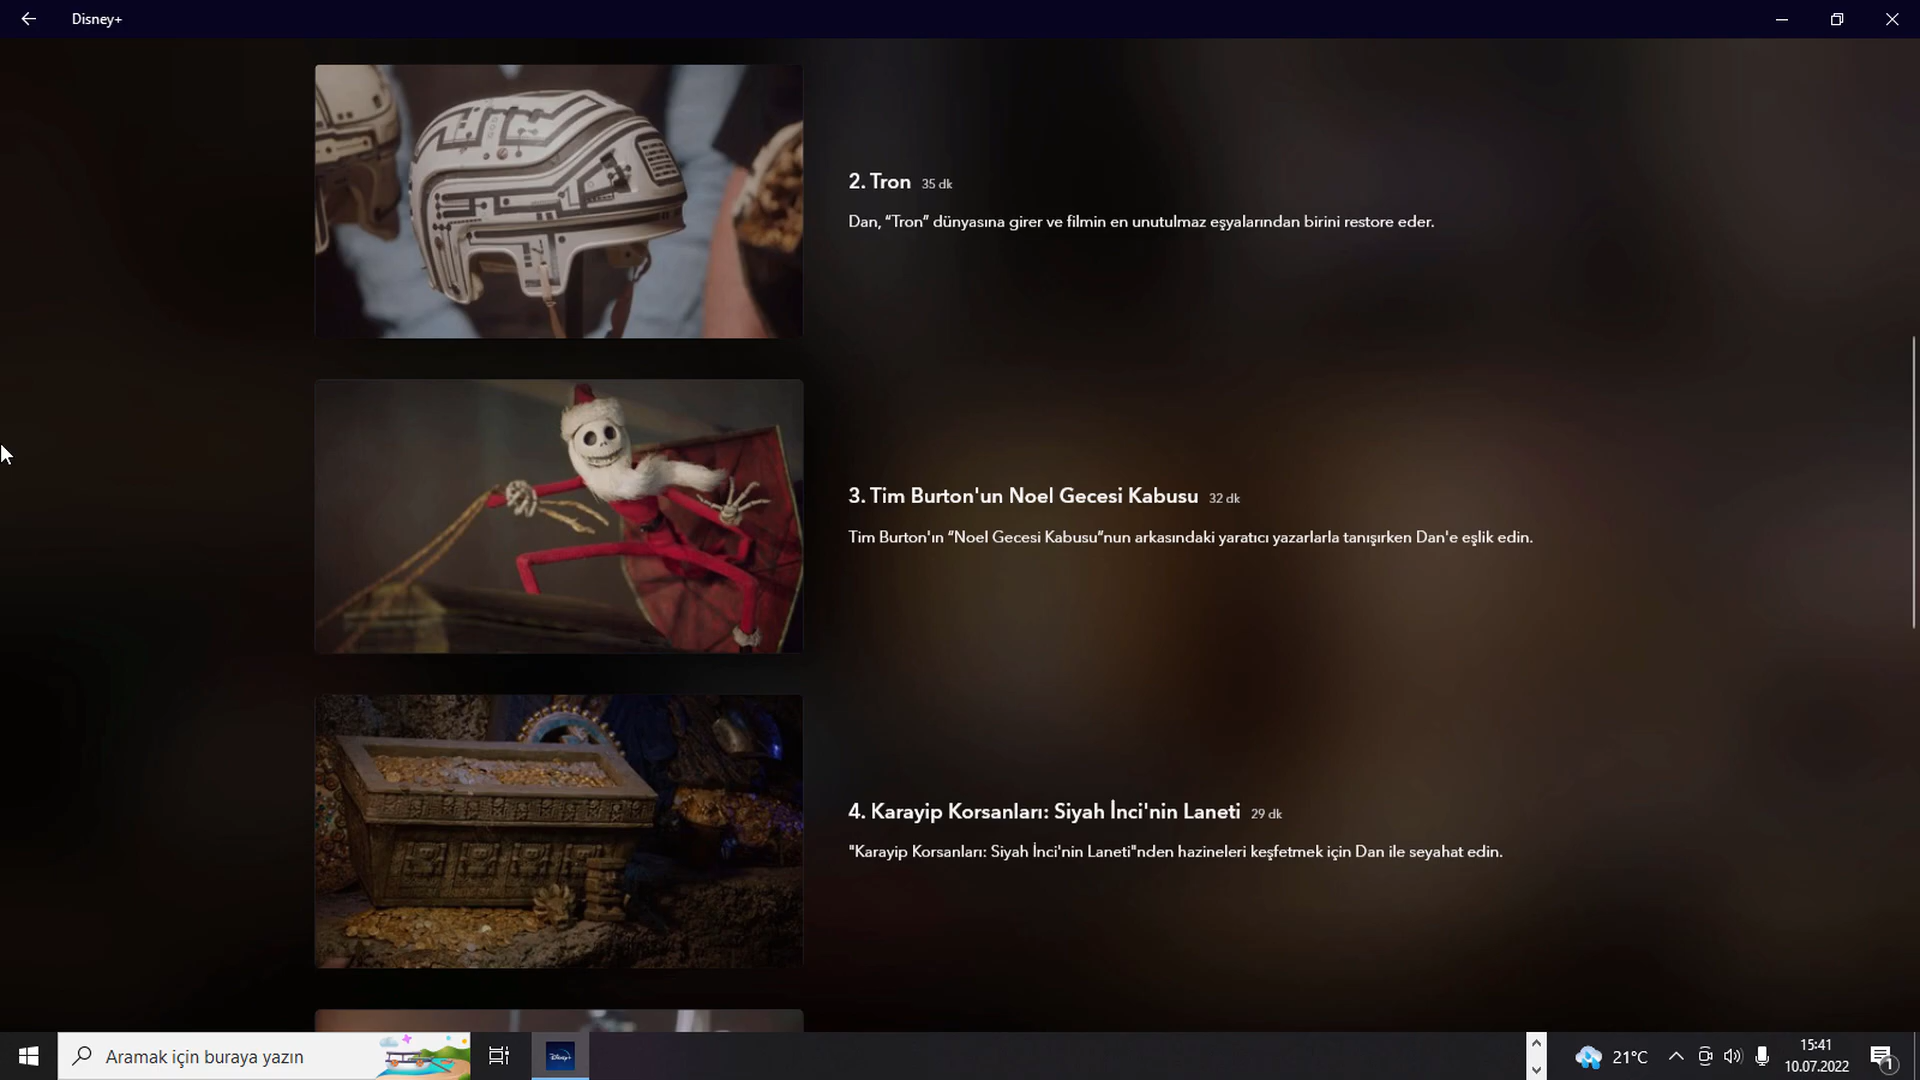 Disney+
2. Tron 35 dk
Dan, “Tron” dünyasına girer ve filmin en unutulmaz eşyalarından birini restore eder.
3. Tim Burton'un Noel Gecesi Kabusu 32 dk
Tim Burton'ın “Noel Gecesi Kabusu”nun arkasındaki yaratıcı yazarlarla tanışırken Dan'e eşlik edin.
4. Karayip Korsanları: Siyah İnci'nin Laneti 29 dk
"Karayip Korsanları: Siyah İnci'nin Laneti"nden hazineleri keşfetmek için Dan ile seyahat edin.
Aramak için buraya yazın
Disney+
21°C
15:41
10.07.2022
1